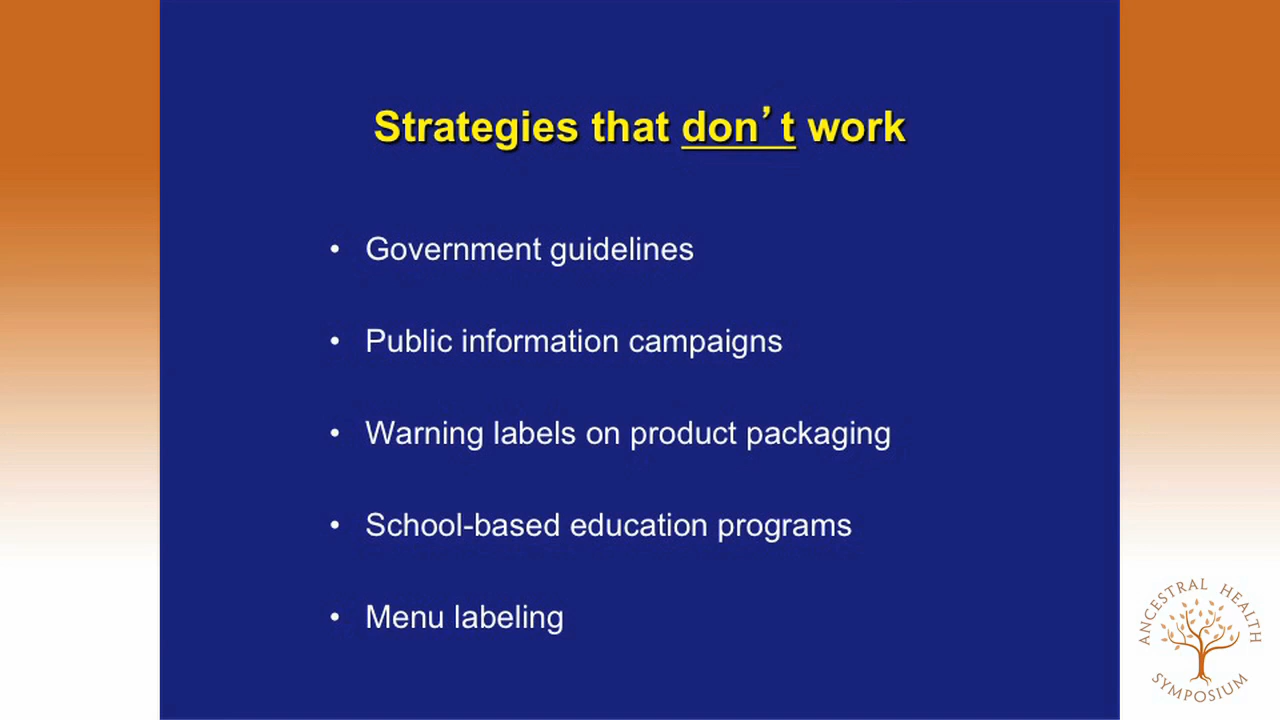 Strategies that don’t work
• Government guidelines
• Public information campaigns
• Warning labels on product packaging
• School-based education programs
• Menu labeling
ANCESTRAL HEALTH
SYMPOSIUM